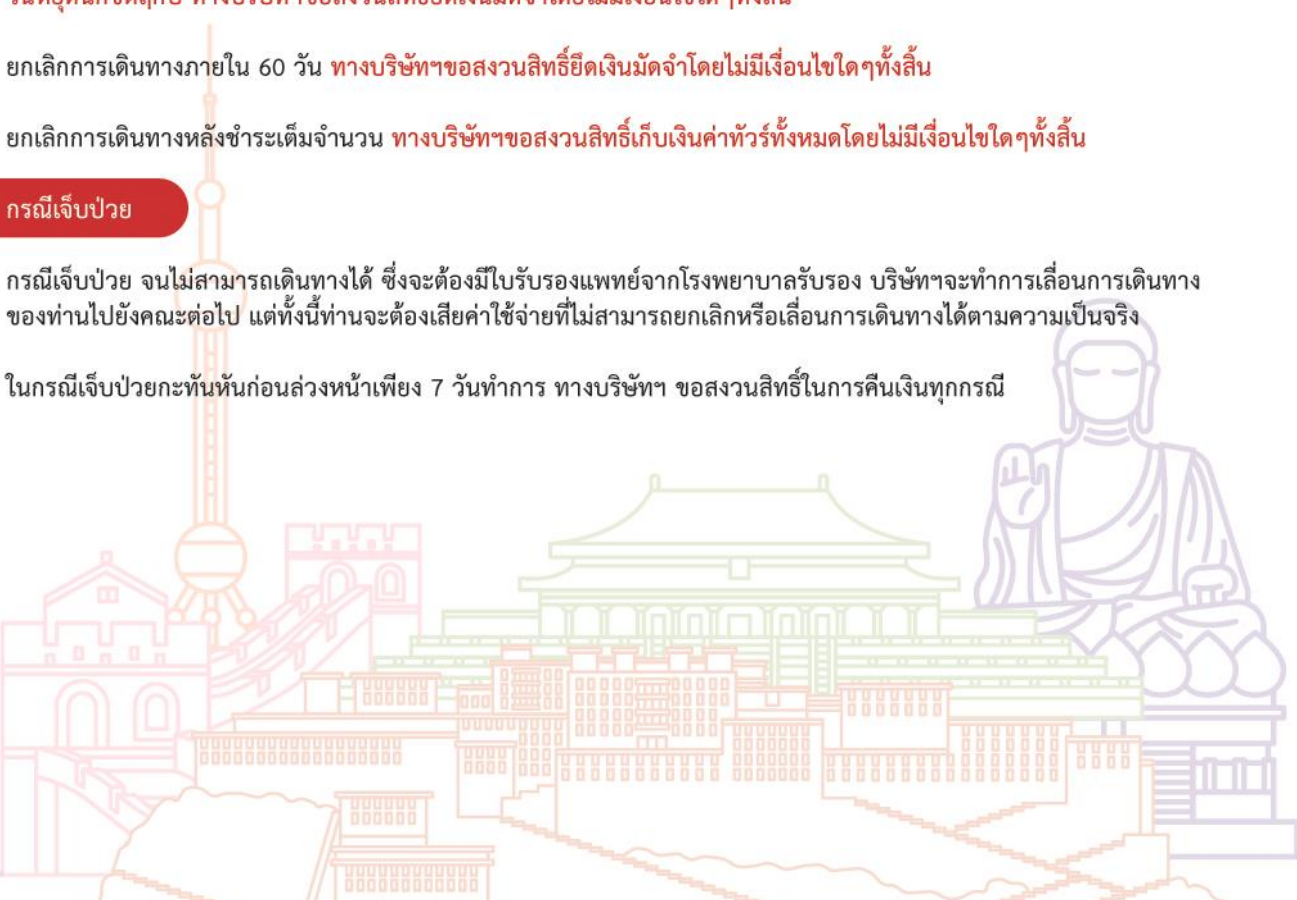 ยกเลิกการเดินทางภายใน 60 วัน ทางบริษัทฯขอสงวนสิทธิ์ยึดเงินมัดจำโดยไม่มีเงื่อนไขใดๆทั้งสิ้น
ยกเลิกการเดินทางหลังชำระเต็มจำนวน ทางบริษัทฯขอสงวนสิทธิ์เก็บเงินค่าทัวร์ทั้งหมดโดยไม่มีเงื่อนไขใดๆทั้งสิ้น
กรณีเจ็บป่วย
กรณีเจ็บป่วย จนไม่สามารถเดินทางได้ ซึ่งจะต้องมีใบรับรองแพทย์จากโรงพยาบาลรับรอง บริษัทฯจะทำการเลื่อนการเดินทาง
ของท่านไปยังคณะต่อไป แต่ทั้งนี้ท่านจะต้องเสียค่าใช้จ่ายที่ไม่สามารถยกเลิกหรือเลื่อนการเดินทางได้ตามความเป็นจริง
ในกรณีเจ็บป่วยกะทันหันก่อนล่วงหน้าเพียง 7 วันทำการ ทางบริษัทฯ ขอสงวนสิทธิ์ในการคืนเงินทุกกรณี